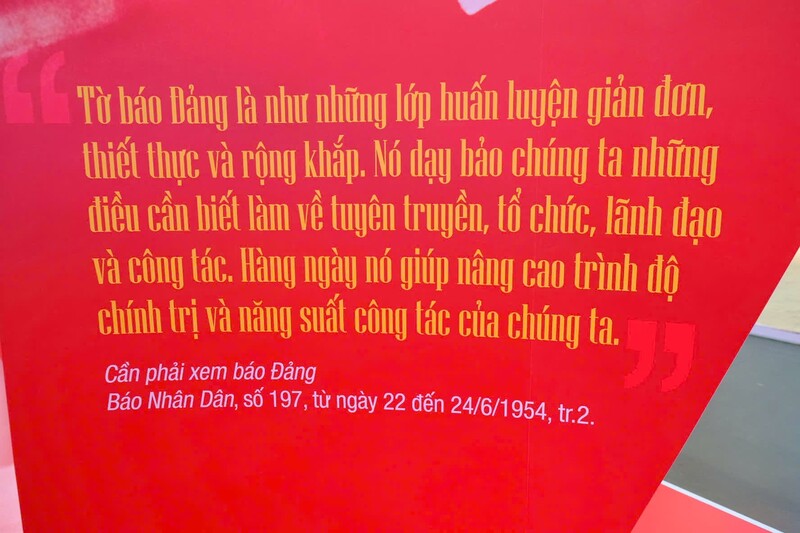 “
Tờ báo Đảng là như những lớp huấn luyện giản đơn,
thiết thực và rộng khắp. Nó dạy bảo chúng ta những
điều cần biết làm về tuyên truyền, tổ chức, lãnh đạo
và công tác. Hàng ngày nó giúp nâng cao trình độ
chính trị và năng suất công tác của chúng ta.
”
Cần phải xem báo Đảng
Báo Nhân Dân, số 197, từ ngày 22 đến 24/6/1954, tr.2.